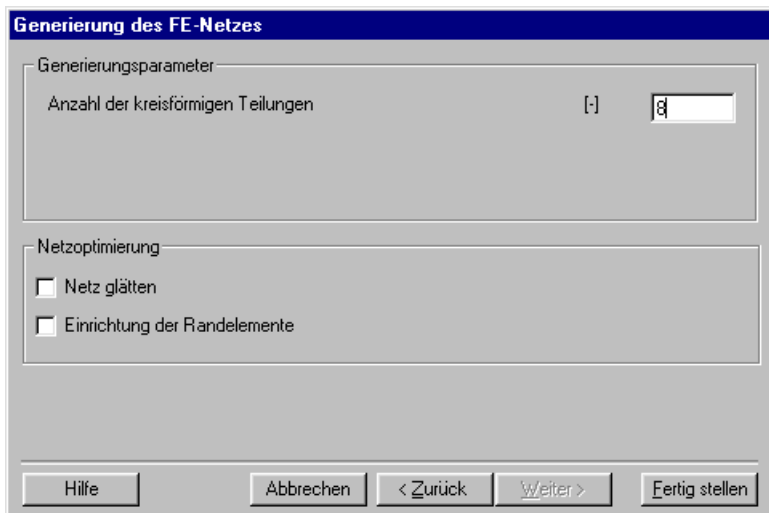 Generierung des FE-Netzes
Generierungsparameter
Anzahl der kreisförmigen Teilungen [-] 8
Netzoptimierung
Netz glätten
Einrichtung der Randelemente
Hilfe Abbrechen < Zurück Weiter > Fertig stellen